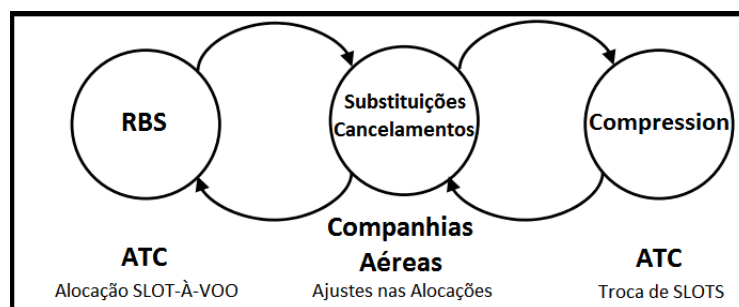 RBS
Substituições
Cancelamentos
Compression
ATC
Alocação SLOT-À-VOO
Companhias
Aéreas
Ajustes nas Alocações
ATC
Troca de SLOTS